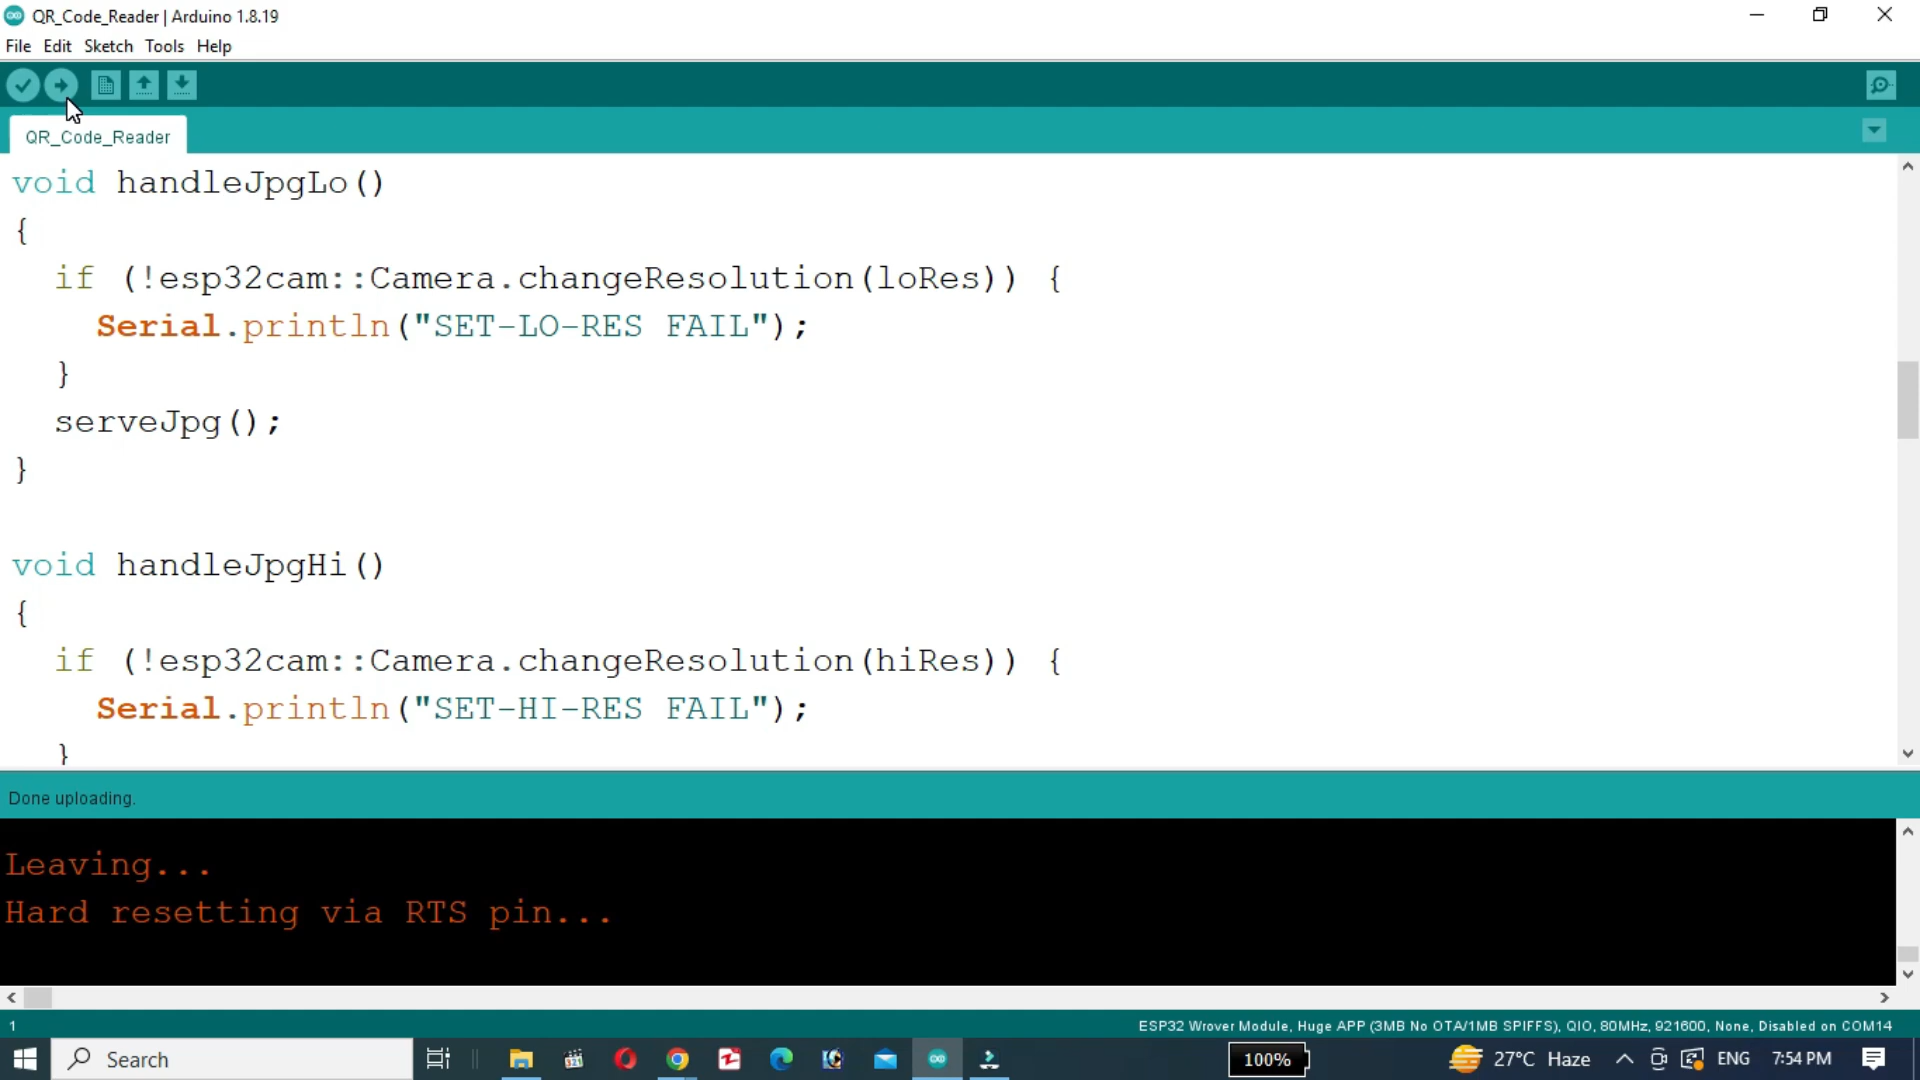 QR_Code_Reader | Arduino 1.8.19
File Edit Sketch Tools Help
QR_Code_Reader
void handleJpgLo()
{
  if (!esp32cam::Camera.changeResolution(loRes)) {
    Serial.println("SET-LO-RES FAIL");
  }
  serveJpg();
}
void handleJpgHi()
{
  if (!esp32cam::Camera.changeResolution(hiRes)) {
    Serial.println("SET-HI-RES FAIL");
  }
Done uploading.
Leaving...
Hard resetting via RTS pin...
1 ESP32 Wrover Module, Huge APP (3MB No OTA/1MB SPIFFS), QIO, 80MHz, 921600, None, Disabled on COM14
Search 100% 27°C Haze ENG 7:54 PM